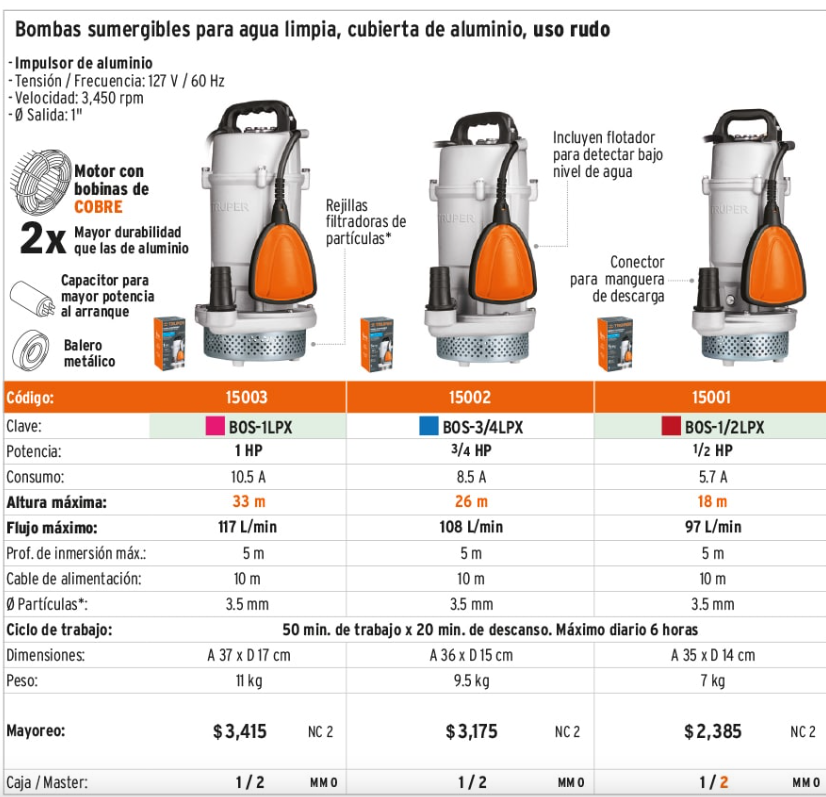 Bombas sumergibles para agua limpia, cubierta de aluminio, uso rudo
- Impulsor de aluminio
- Tensión / Frecuencia: 127 V / 60 Hz
- Velocidad: 3,450 rpm
- Ø Salida: 1"
Motor con
bobinas de
COBRE
2x Mayor durabilidad
que las de aluminio
Capacitor para
mayor potencia
al arranque
Balero
metálico
Rejillas
filtradoras de
partículas*
Incluyen flotador
para detectar bajo
nivel de agua
Conector
para manguera
de descarga
TRUPER
TRUPER
TRUPER
Código: 15003 15002 15001
Clave: BOS-1LPX BOS-3/4LPX BOS-1/2LPX
Potencia: 1 HP 3/4 HP 1/2 HP
Consumo: 10.5 A 8.5 A 5.7 A
Altura máxima: 33 m 26 m 18 m
Flujo máximo: 117 L/min 108 L/min 97 L/min
Prof. de inmersión máx.: 5 m 5 m 5 m
Cable de alimentación: 10 m 10 m 10 m
Ø Partículas*: 3.5 mm 3.5 mm 3.5 mm
Ciclo de trabajo: 50 min. de trabajo x 20 min. de descanso. Máximo diario 6 horas
Dimensiones: A 37 x D 17 cm A 36 x D 15 cm A 35 x D 14 cm
Peso: 11 kg 9.5 kg 7 kg
Mayoreo: $3,415 NC 2 $3,175 NC 2 $2,385 NC 2
Caja / Master: 1 / 2 MM 0 1 / 2 MM 0 1 / 2 MM 0